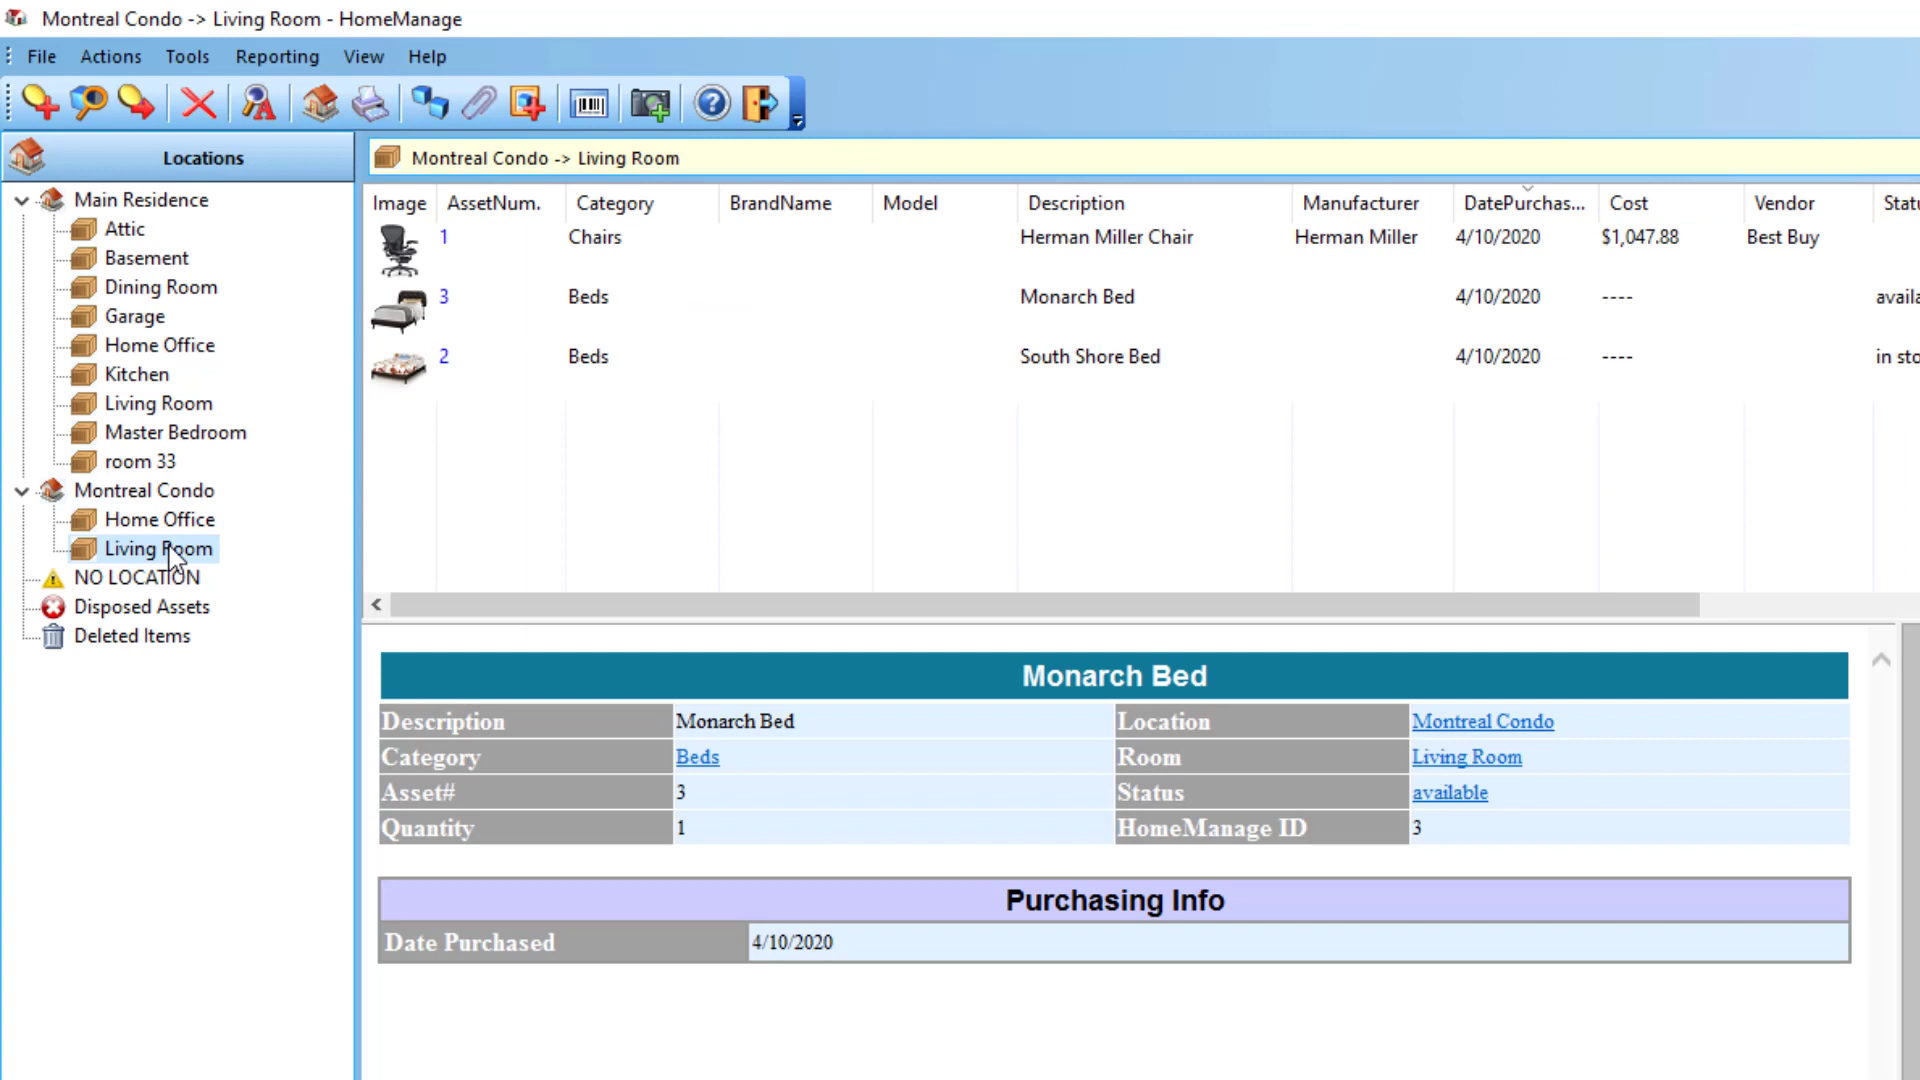 Montreal Condo -> Living Room - HomeManage
File Actions Tools Reporting View Help
Locations
Main Residence
Attic
Basement
Dining Room
Garage
Home Office
Kitchen
Living Room
Master Bedroom
room 33
Montreal Condo
Home Office
Living Room
NO LOCATION
Disposed Assets
Deleted Items
Montreal Condo -> Living Room
Image AssetNum. Category BrandName Model Description Manufacturer DatePurchas... Cost Vendor Statu
1 Chairs Herman Miller Chair Herman Miller 4/10/2020 $1,047.88 Best Buy
3 Beds Monarch Bed 4/10/2020 ---- availa
2 Beds South Shore Bed 4/10/2020 ---- in sto
Monarch Bed
Description Monarch Bed Location Montreal Condo
Category Beds Room Living Room
Asset# 3 Status available
Quantity 1 HomeManage ID 3
Purchasing Info
Date Purchased 4/10/2020